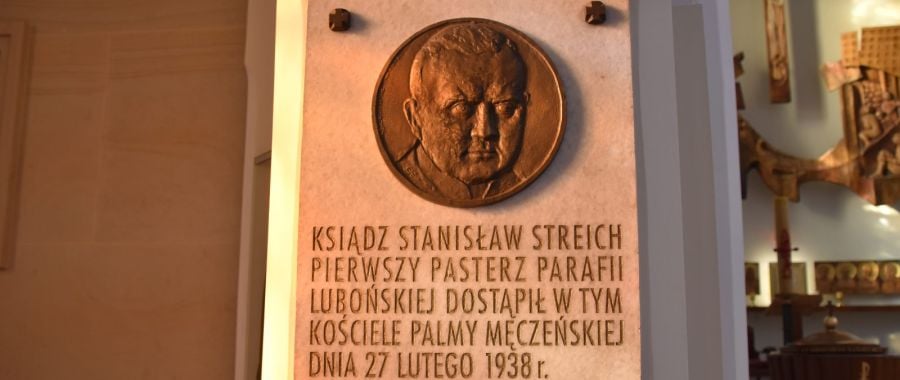 KSIĄDZ STANISŁAW STREICH
PIERWSZY PASTERZ PARAFII
LUBOŃSKIEJ DOSTĄPIŁ W TYM
KOŚCIELE PALMY MĘCZEŃSKIEJ
DNIA 27 LUTEGO 1938 r.